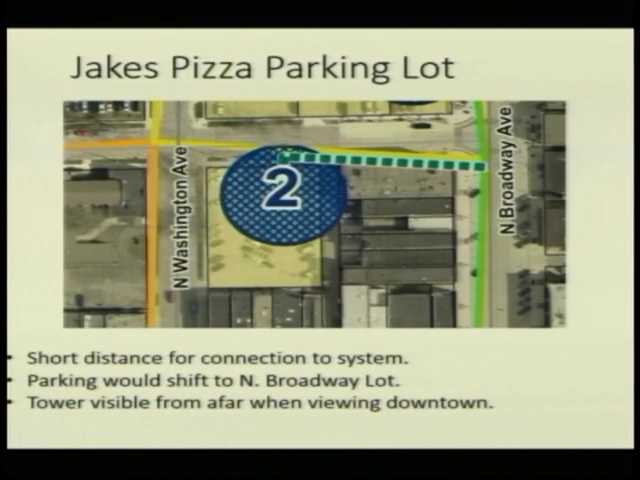 Jakes Pizza Parking Lot
N Washington Ave
2
N Broadway Ave
• Short distance for connection to system.
• Parking would shift to N. Broadway Lot.
• Tower visible from afar when viewing downtown.